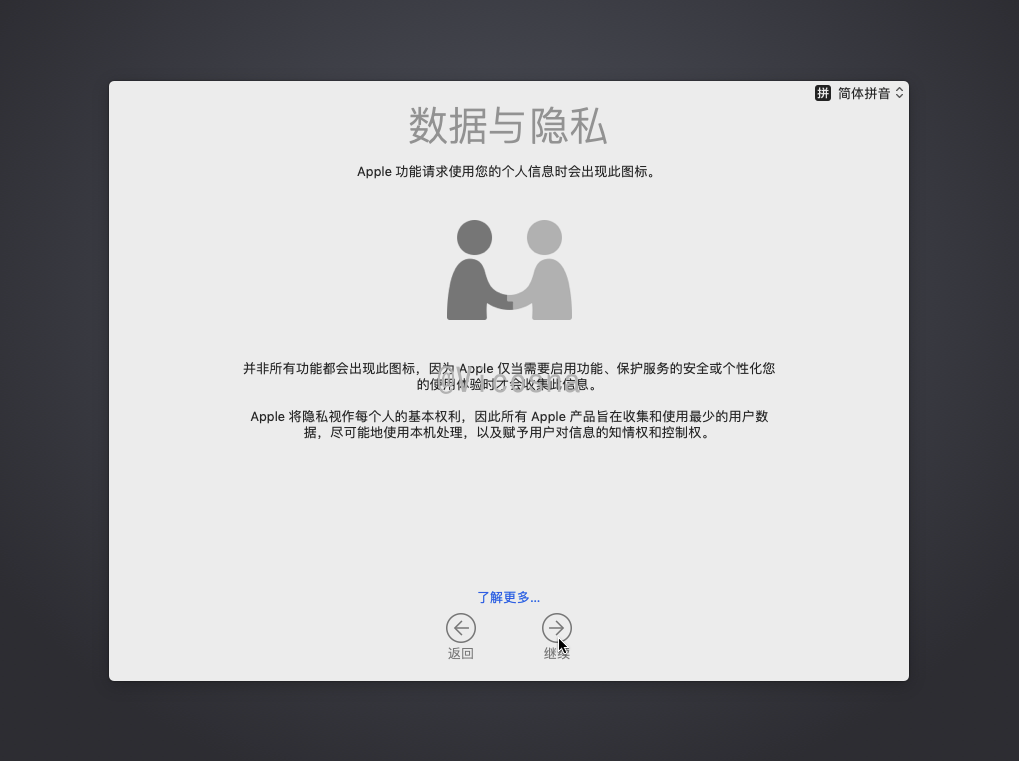 拼 简体拼音
数据与隐私
Apple 功能请求使用您的个人信息时会出现此图标。
并非所有功能都会出现此图标，因为 Apple 仅当需要启用功能、保护服务的安全或个性化您
的使用体验时才会收集此信息。
Apple 将隐私视作每个人的基本权利，因此所有 Apple 产品旨在收集和使用最少的用户数
据，尽可能地使用本机处理，以及赋予用户对信息的知情权和控制权。
了解更多...
返回
继续